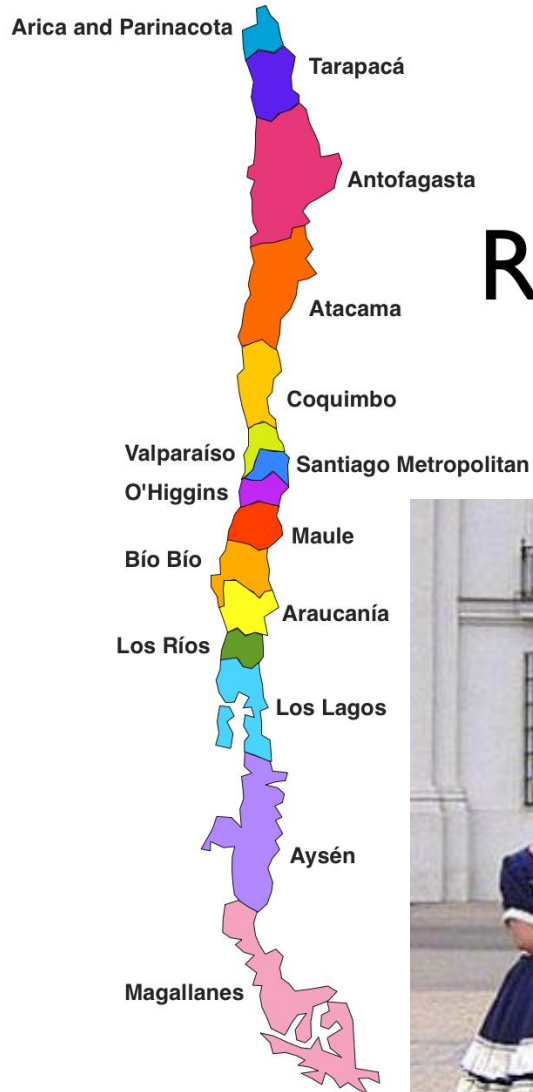 Arica and Parinacota
Tarapacá
Antofagasta
R
Atacama
Coquimbo
Valparaíso
Santiago Metropolitan
O'Higgins
Maule
Bío Bío
Araucanía
Los Ríos
Los Lagos
Aysén
Magallanes